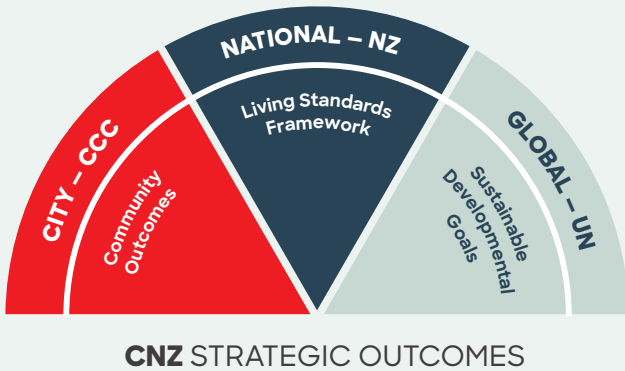 CITY – CCC
Community
Outcomes
NATIONAL – NZ
Living Standards
Framework
GLOBAL – UN
Sustainable
Developmental
Goals
CNZ STRATEGIC OUTCOMES